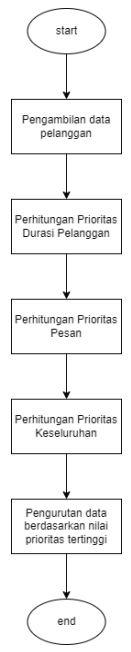 start
Pengambilan data
pelanggan
Perhitungan Prioritas
Durasi Pelanggan
Perhitungan Prioritas
Pesan
Perhitungan Prioritas
Keseluruhan
Pengurutan data
berdasarkan nilai
prioritas tertinggi
end